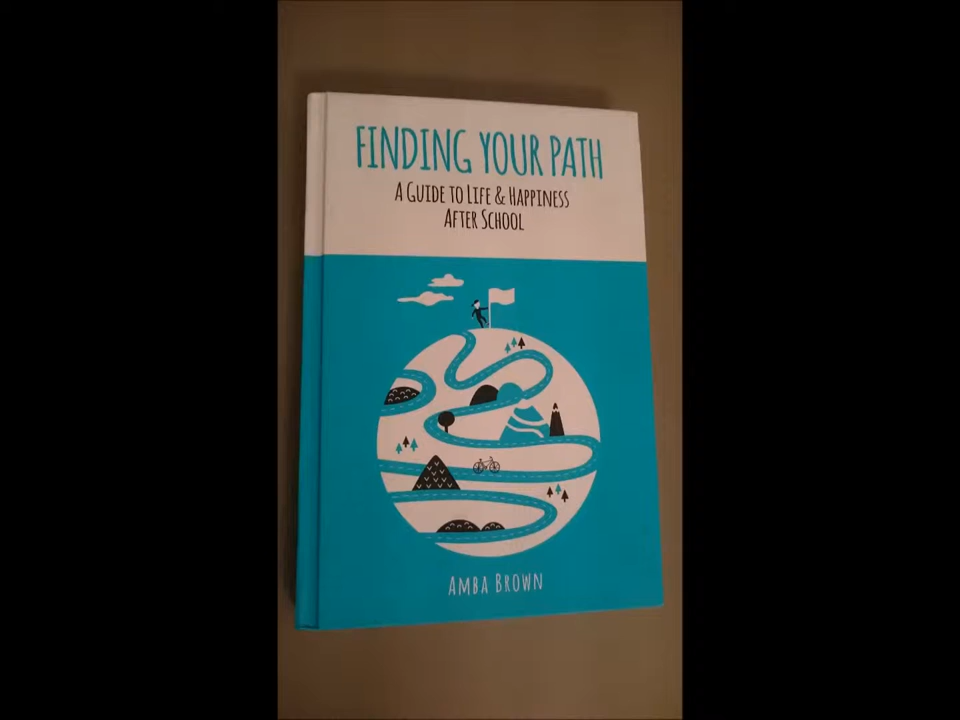 FINDING YOUR PATH
A GUIDE TO LIFE & HAPPINESS
AFTER SCHOOL
AMBA BROWN